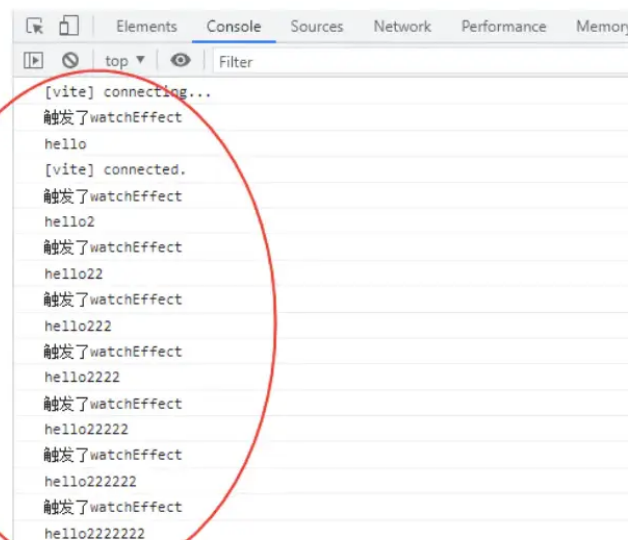 Elements Console Sources Network Performance Memory
top ▼ Filter
[vite] connecting...
触发了watchEffect
hello
[vite] connected.
触发了watchEffect
hello2
触发了watchEffect
hello22
触发了watchEffect
hello222
触发了watchEffect
hello2222
触发了watchEffect
hello22222
触发了watchEffect
hello222222
触发了watchEffect
hello2222222